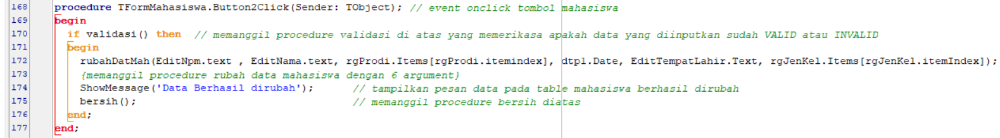 168 procedure TFormMahasiswa.Button2Click(Sender: TObject); // event onclick tombol mahasiswa
169 begin
170 if validasi() then // memanggil procedure validasi di atas yang memerikasa apakah data yang diinputkan sudah VALID atau INVALID
171 begin
172 rubahDatMah(EditNpm.text , EditNama.text, rgProdi.Items[rgProdi.itemindex], dtp1.Date, EditTempatLahir.Text, rgJenKel.Items[rgJenKel.itemIndex]);
173 {memanggil procedure rubah data mahasiswa dengan 6 argument}
174 ShowMessage('Data Berhasil dirubah'); // tampilkan pesan data pada table mahasiswa berhasil dirubah
175 bersih(); // memanggil procedure bersih diatas
176 end;
177 end;